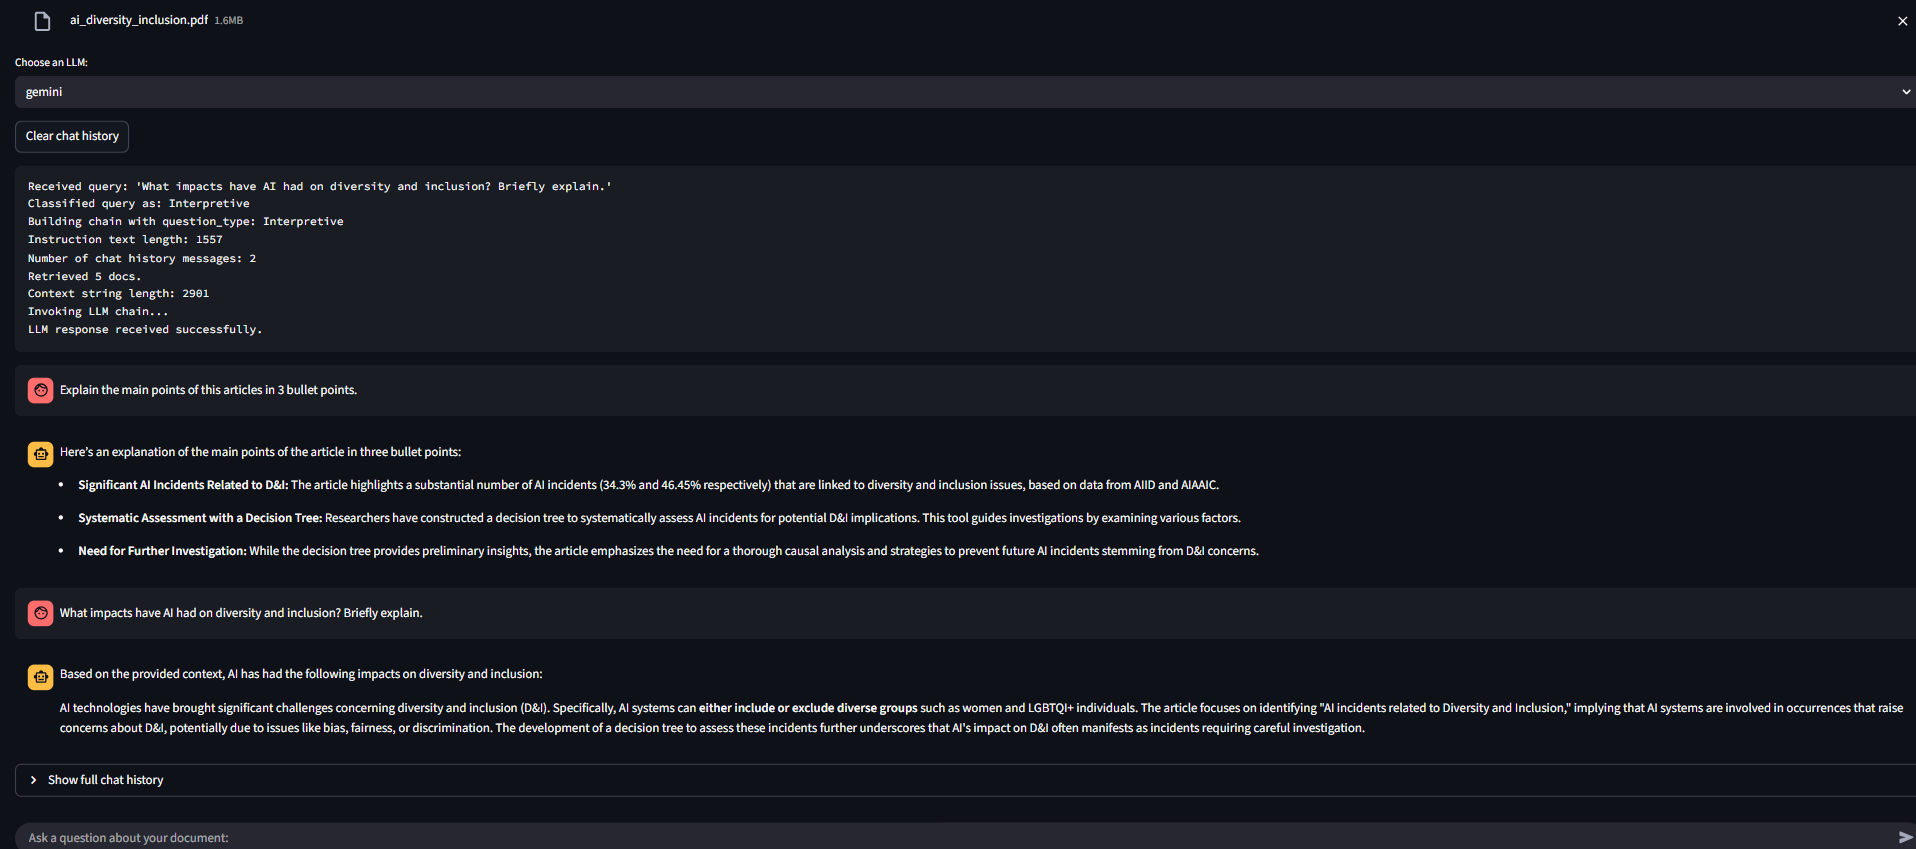 ai_diversity_inclusion.pdf 1.6MB
Choose an LLM:
gemini
Clear chat history
Received query: 'What impacts have AI had on diversity and inclusion? Briefly explain.'
Classified query as: Interpretive
Building chain with question_type: Interpretive
Instruction text length: 1557
Number of chat history messages: 2
Retrieved 5 docs.
Context string length: 2901
Invoking LLM chain...
LLM response received successfully.
Explain the main points of this articles in 3 bullet points.
Here's an explanation of the main points of the article in three bullet points:
• Significant AI Incidents Related to D&I: The article highlights a substantial number of AI incidents (34.3% and 46.45% respectively) that are linked to diversity and inclusion issues, based on data from AIID and AIAAIC.
• Systematic Assessment with a Decision Tree: Researchers have constructed a decision tree to systematically assess AI incidents for potential D&I implications. This tool guides investigations by examining various factors.
• Need for Further Investigation: While the decision tree provides preliminary insights, the article emphasizes the need for a thorough causal analysis and strategies to prevent future AI incidents stemming from D&I concerns.
What impacts have AI had on diversity and inclusion? Briefly explain.
Based on the provided context, AI has had the following impacts on diversity and inclusion:
AI technologies have brought significant challenges concerning diversity and inclusion (D&I). Specifically, AI systems can either include or exclude diverse groups such as women and LGBTQI+ individuals. The article focuses on identifying "AI incidents related to Diversity and Inclusion," implying that AI systems are involved in occurrences that raise
concerns about D&I, potentially due to issues like bias, fairness, or discrimination. The development of a decision tree to assess these incidents further underscores that AI's impact on D&I often manifests as incidents requiring careful investigation.
Show full chat history
Ask a question about your document: